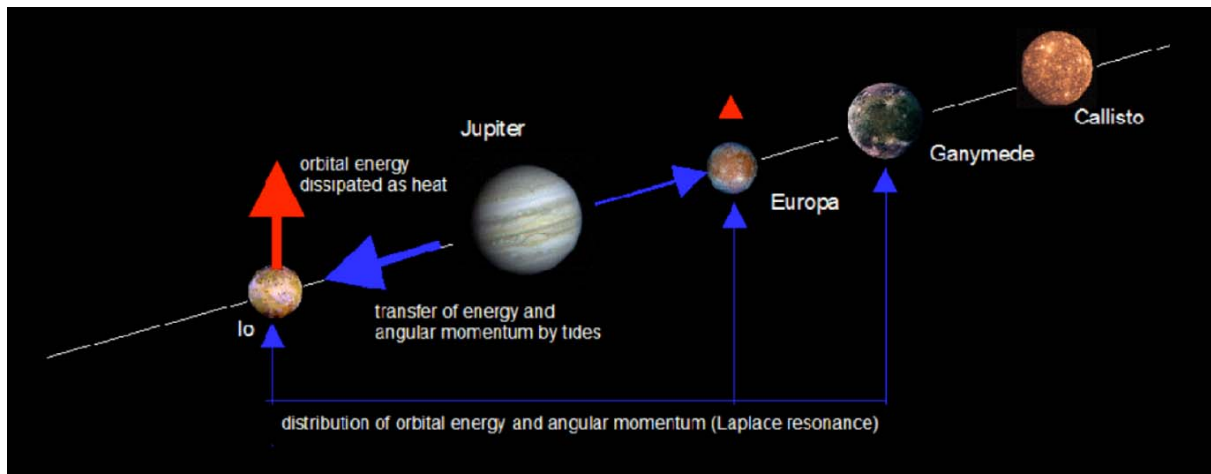 Jupiter
orbital energy
dissipated as heat
Callisto
Ganymede
Europa
transfer of energy and
angular momentum by tides
Io
distribution of orbital energy and angular momentum (Laplace resonance)